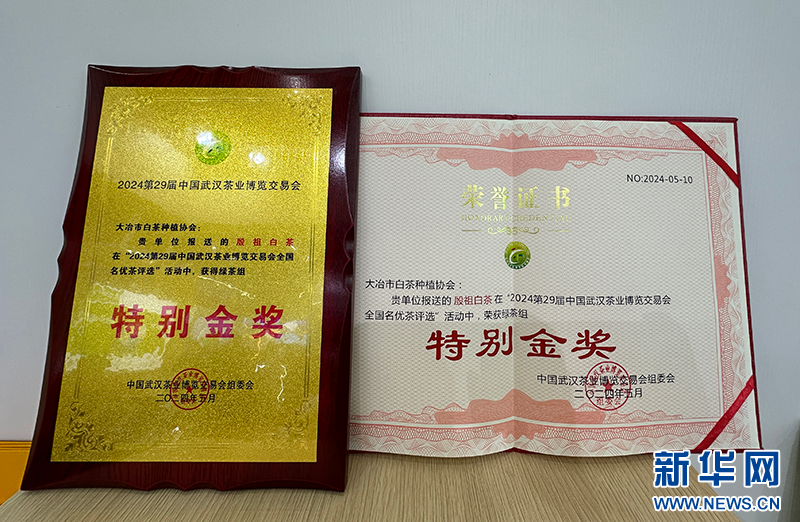 2024第29届中国武汉茶业博览交易会
大冶市白茶种植协会:
贵单位报送的殷祖白茶
在“2024第29届中国武汉茶业博览交易会全国
名优茶评选”活动中，获得绿茶组
特别金奖
中国武汉茶业博览交易会组委会
二〇二四年五月
NO:2024-05-10
荣誉证书
大冶市白茶种植协会：
贵单位报送的殷祖白茶在“2024第29届中国武汉茶业博览交易会
全国名优茶评选”活动中，荣获绿茶组
特别金奖
中国武汉茶业博览交易会组委会
二〇二四年五月
新华网
WWW.NEWS.CN